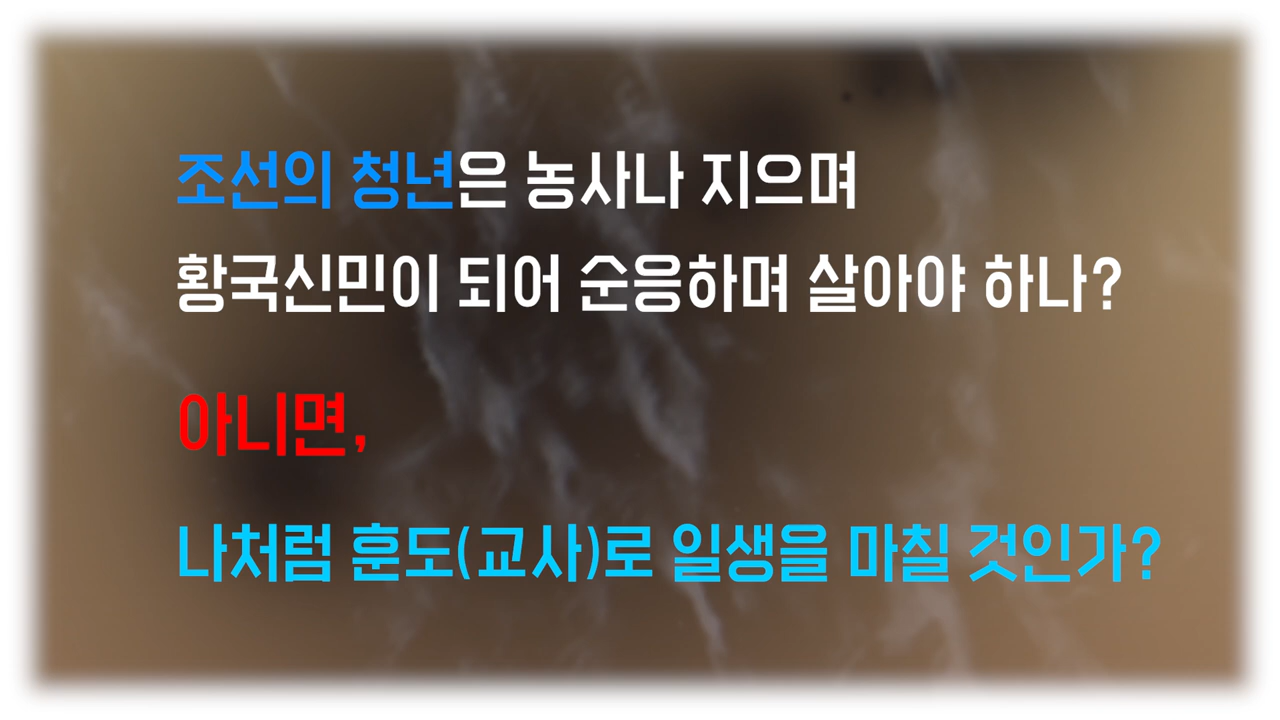 조선의 청년은 농사나 지으며
황국신민이 되어 순응하며 살아야 하나?
아니면,
나처럼 훈도(교사)로 일생을 마칠 것인가?